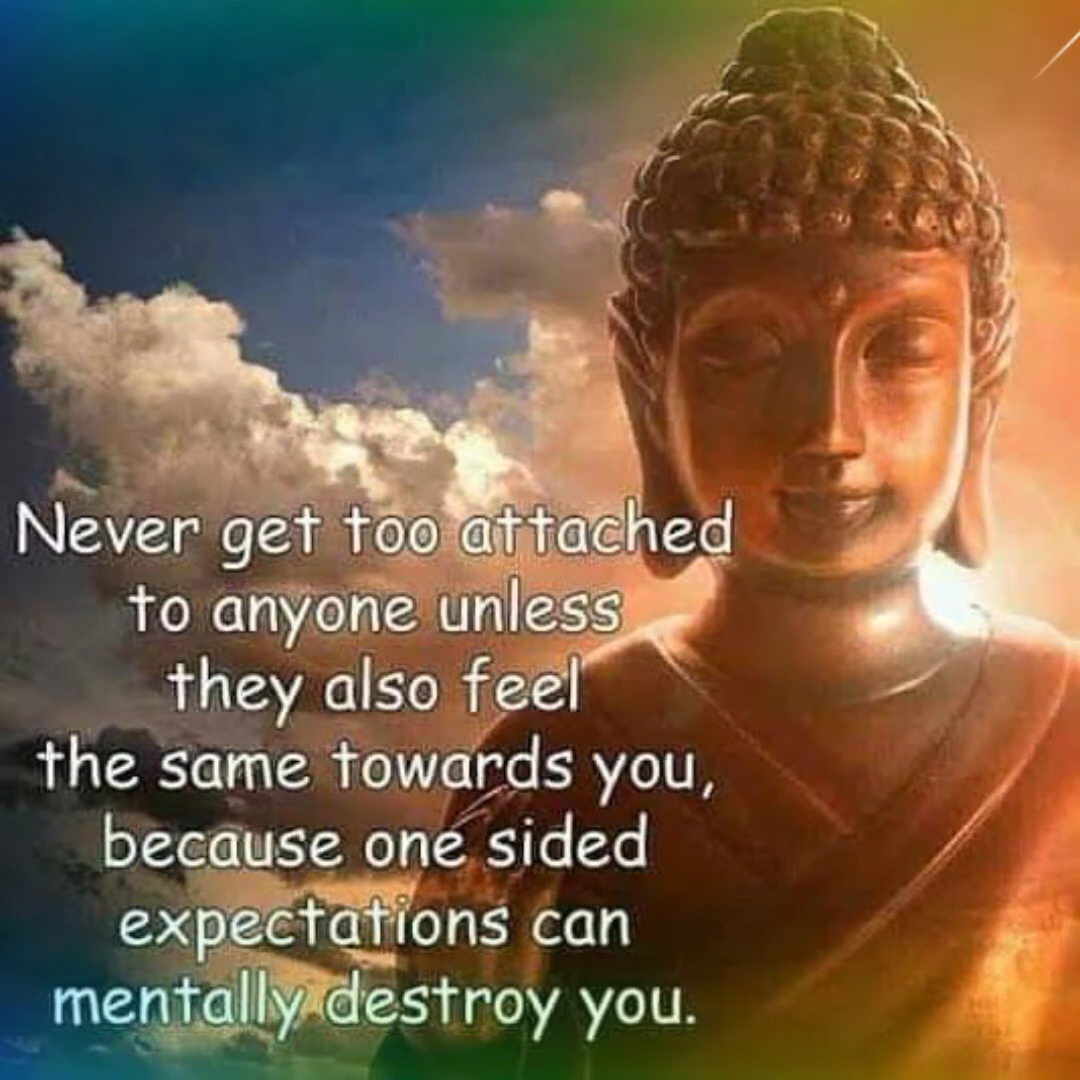 Never get too attached
to anyone unless
they also feel
the same towards you,
because one sided
expectations can
mentally destroy you.